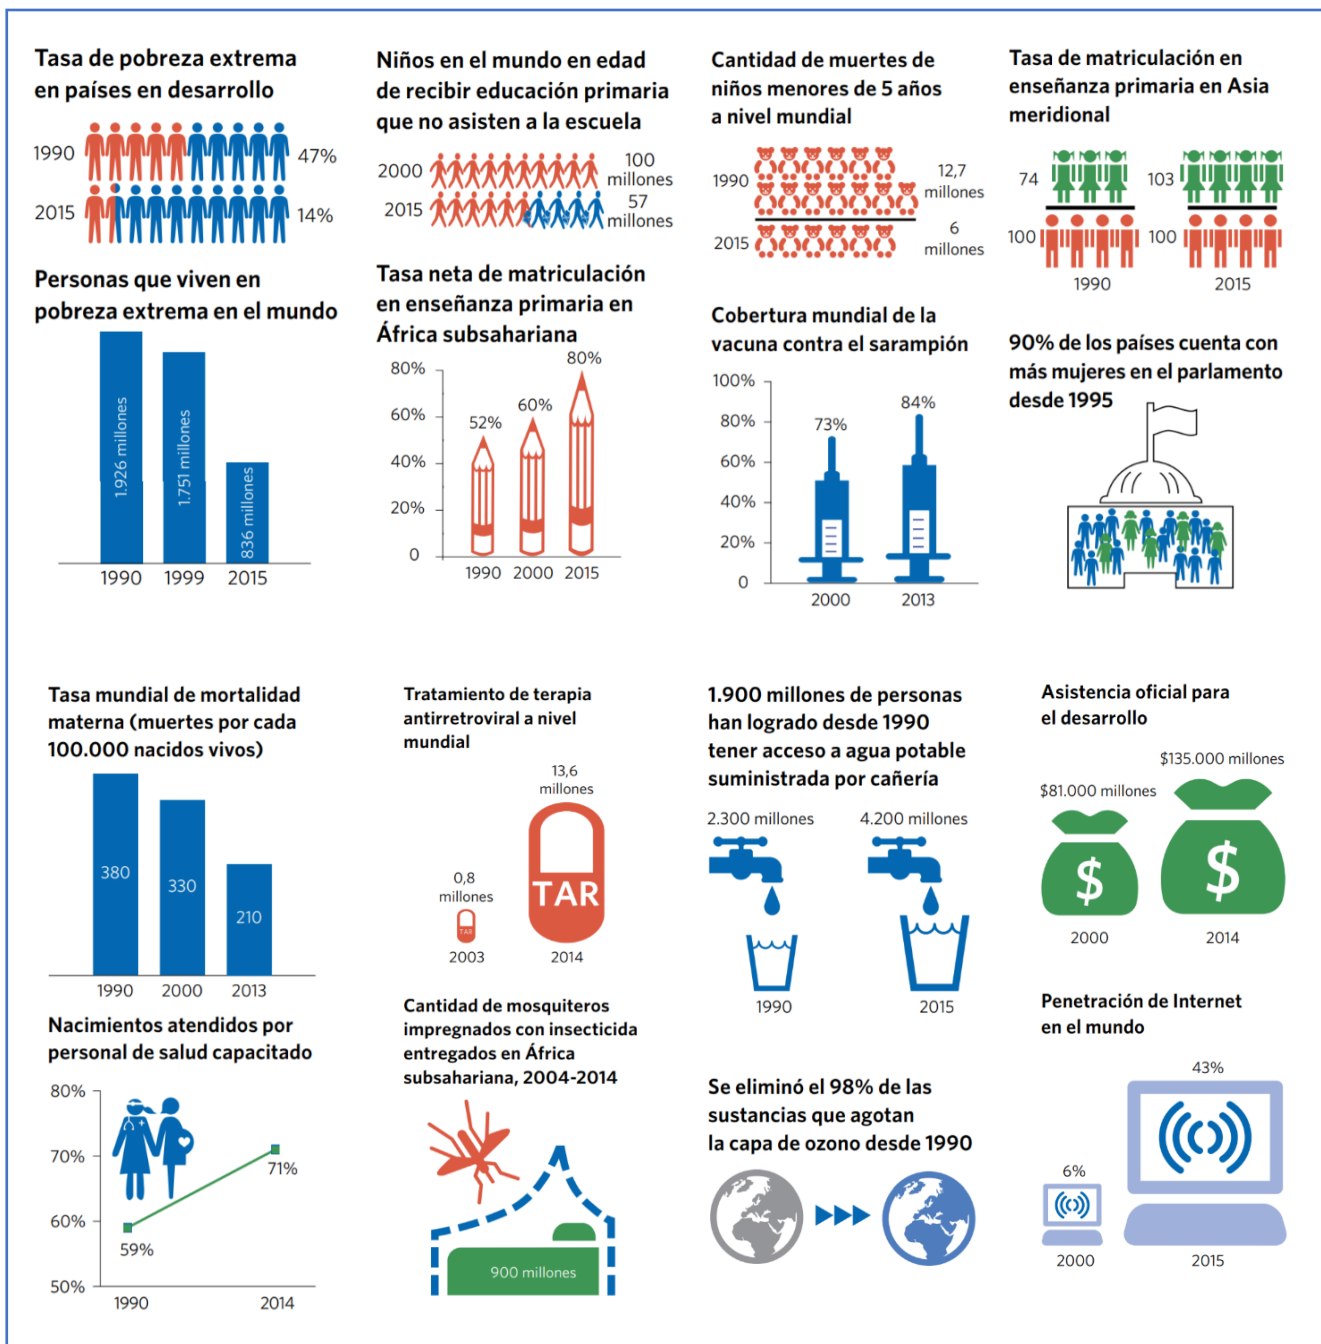 Tasa de pobreza extrema
en países en desarrollo
1990
47%
2015
14%
Personas que viven en
pobreza extrema en el mundo
1.926 millones
1.751 millones
836 millones
1990
1999
2015
Niños en el mundo en edad
de recibir educación primaria
que no asisten a la escuela
2000
100
millones
2015
57
millones
Tasa neta de matriculación
en enseñanza primaria en
África subsahariana
80%
60%
40%
20%
0
52%
60%
80%
1990
2000
2015
Cantidad de muertes de
niños menores de 5 años
a nivel mundial
1990
12,7
millones
2015
6
millones
Cobertura mundial de la
vacuna contra el sarampión
100%
80%
60%
40%
20%
0
73%
84%
2000
2013
Tasa de matriculación en
enseñanza primaria en Asia
meridional
74
103
100
100
1990
2015
90% de los países cuenta con
más mujeres en el parlamento
desde 1995
Tasa mundial de mortalidad
materna (muertes por cada
100.000 nacidos vivos)
380
330
210
1990
2000
2013
Nacimientos atendidos por
personal de salud capacitado
80%
70%
60%
50%
59%
71%
1990
2014
Tratamiento de terapia
antirretroviral a nivel
mundial
13,6
millones
0,8
millones
TAR
TAR
2003
2014
Cantidad de mosquiteros
impregnados con insecticida
entregados en África
subsahariana, 2004-2014
900 millones
1.900 millones de personas
han logrado desde 1990
tener acceso a agua potable
suministrada por cañería
2.300 millones
4.200 millones
1990
2015
Se eliminó el 98% de las
sustancias que agotan
la capa de ozono desde 1990
Asistencia oficial para
el desarrollo
$135.000 millones
$81.000 millones
$
$
2000
2014
Penetración de Internet
en el mundo
43%
6%
2000
2015